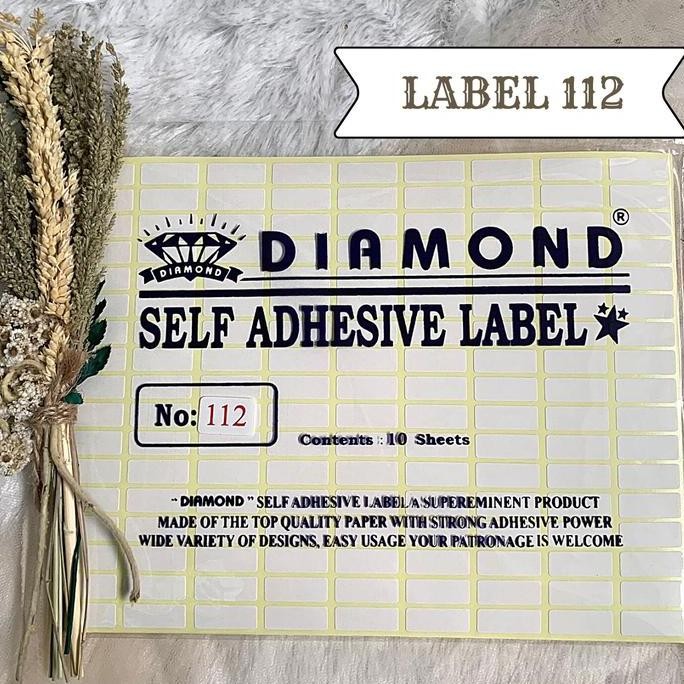 LABEL 112
DIAMOND
DIAMOND ®
SELF ADHESIVE LABEL
No: 112
Contents : 10 Sheets
"DIAMOND" SELF ADHESIVE LABEL A SUPEREMINENT PRODUCT
MADE OF THE TOP QUALITY PAPER WITH STRONG ADHESIVE POWER
WIDE VARIETY OF DESIGNS, EASY USAGE YOUR PATRONAGE IS WELCOME